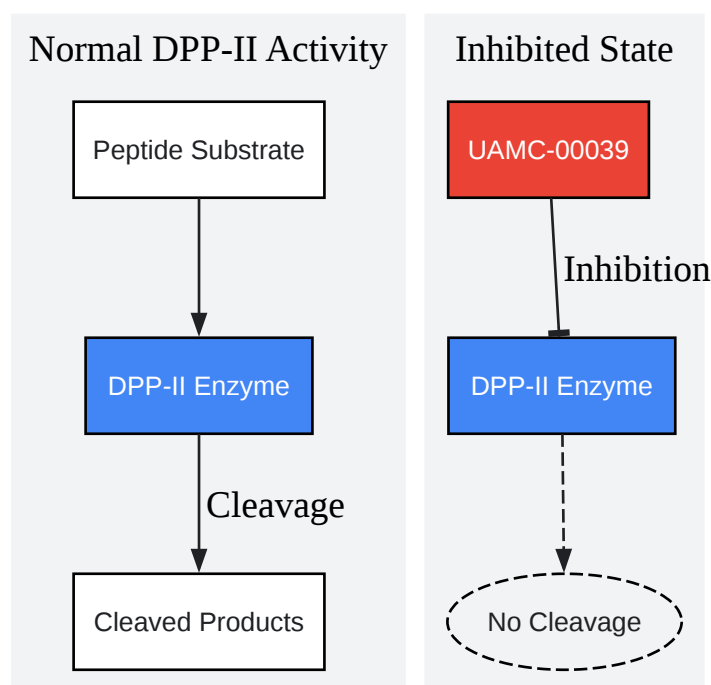 Normal DPP-II Activity
Peptide Substrate
DPP-II Enzyme
Cleavage
Cleaved Products
Inhibited State
UAMC-00039
Inhibition
DPP-II Enzyme
No Cleavage